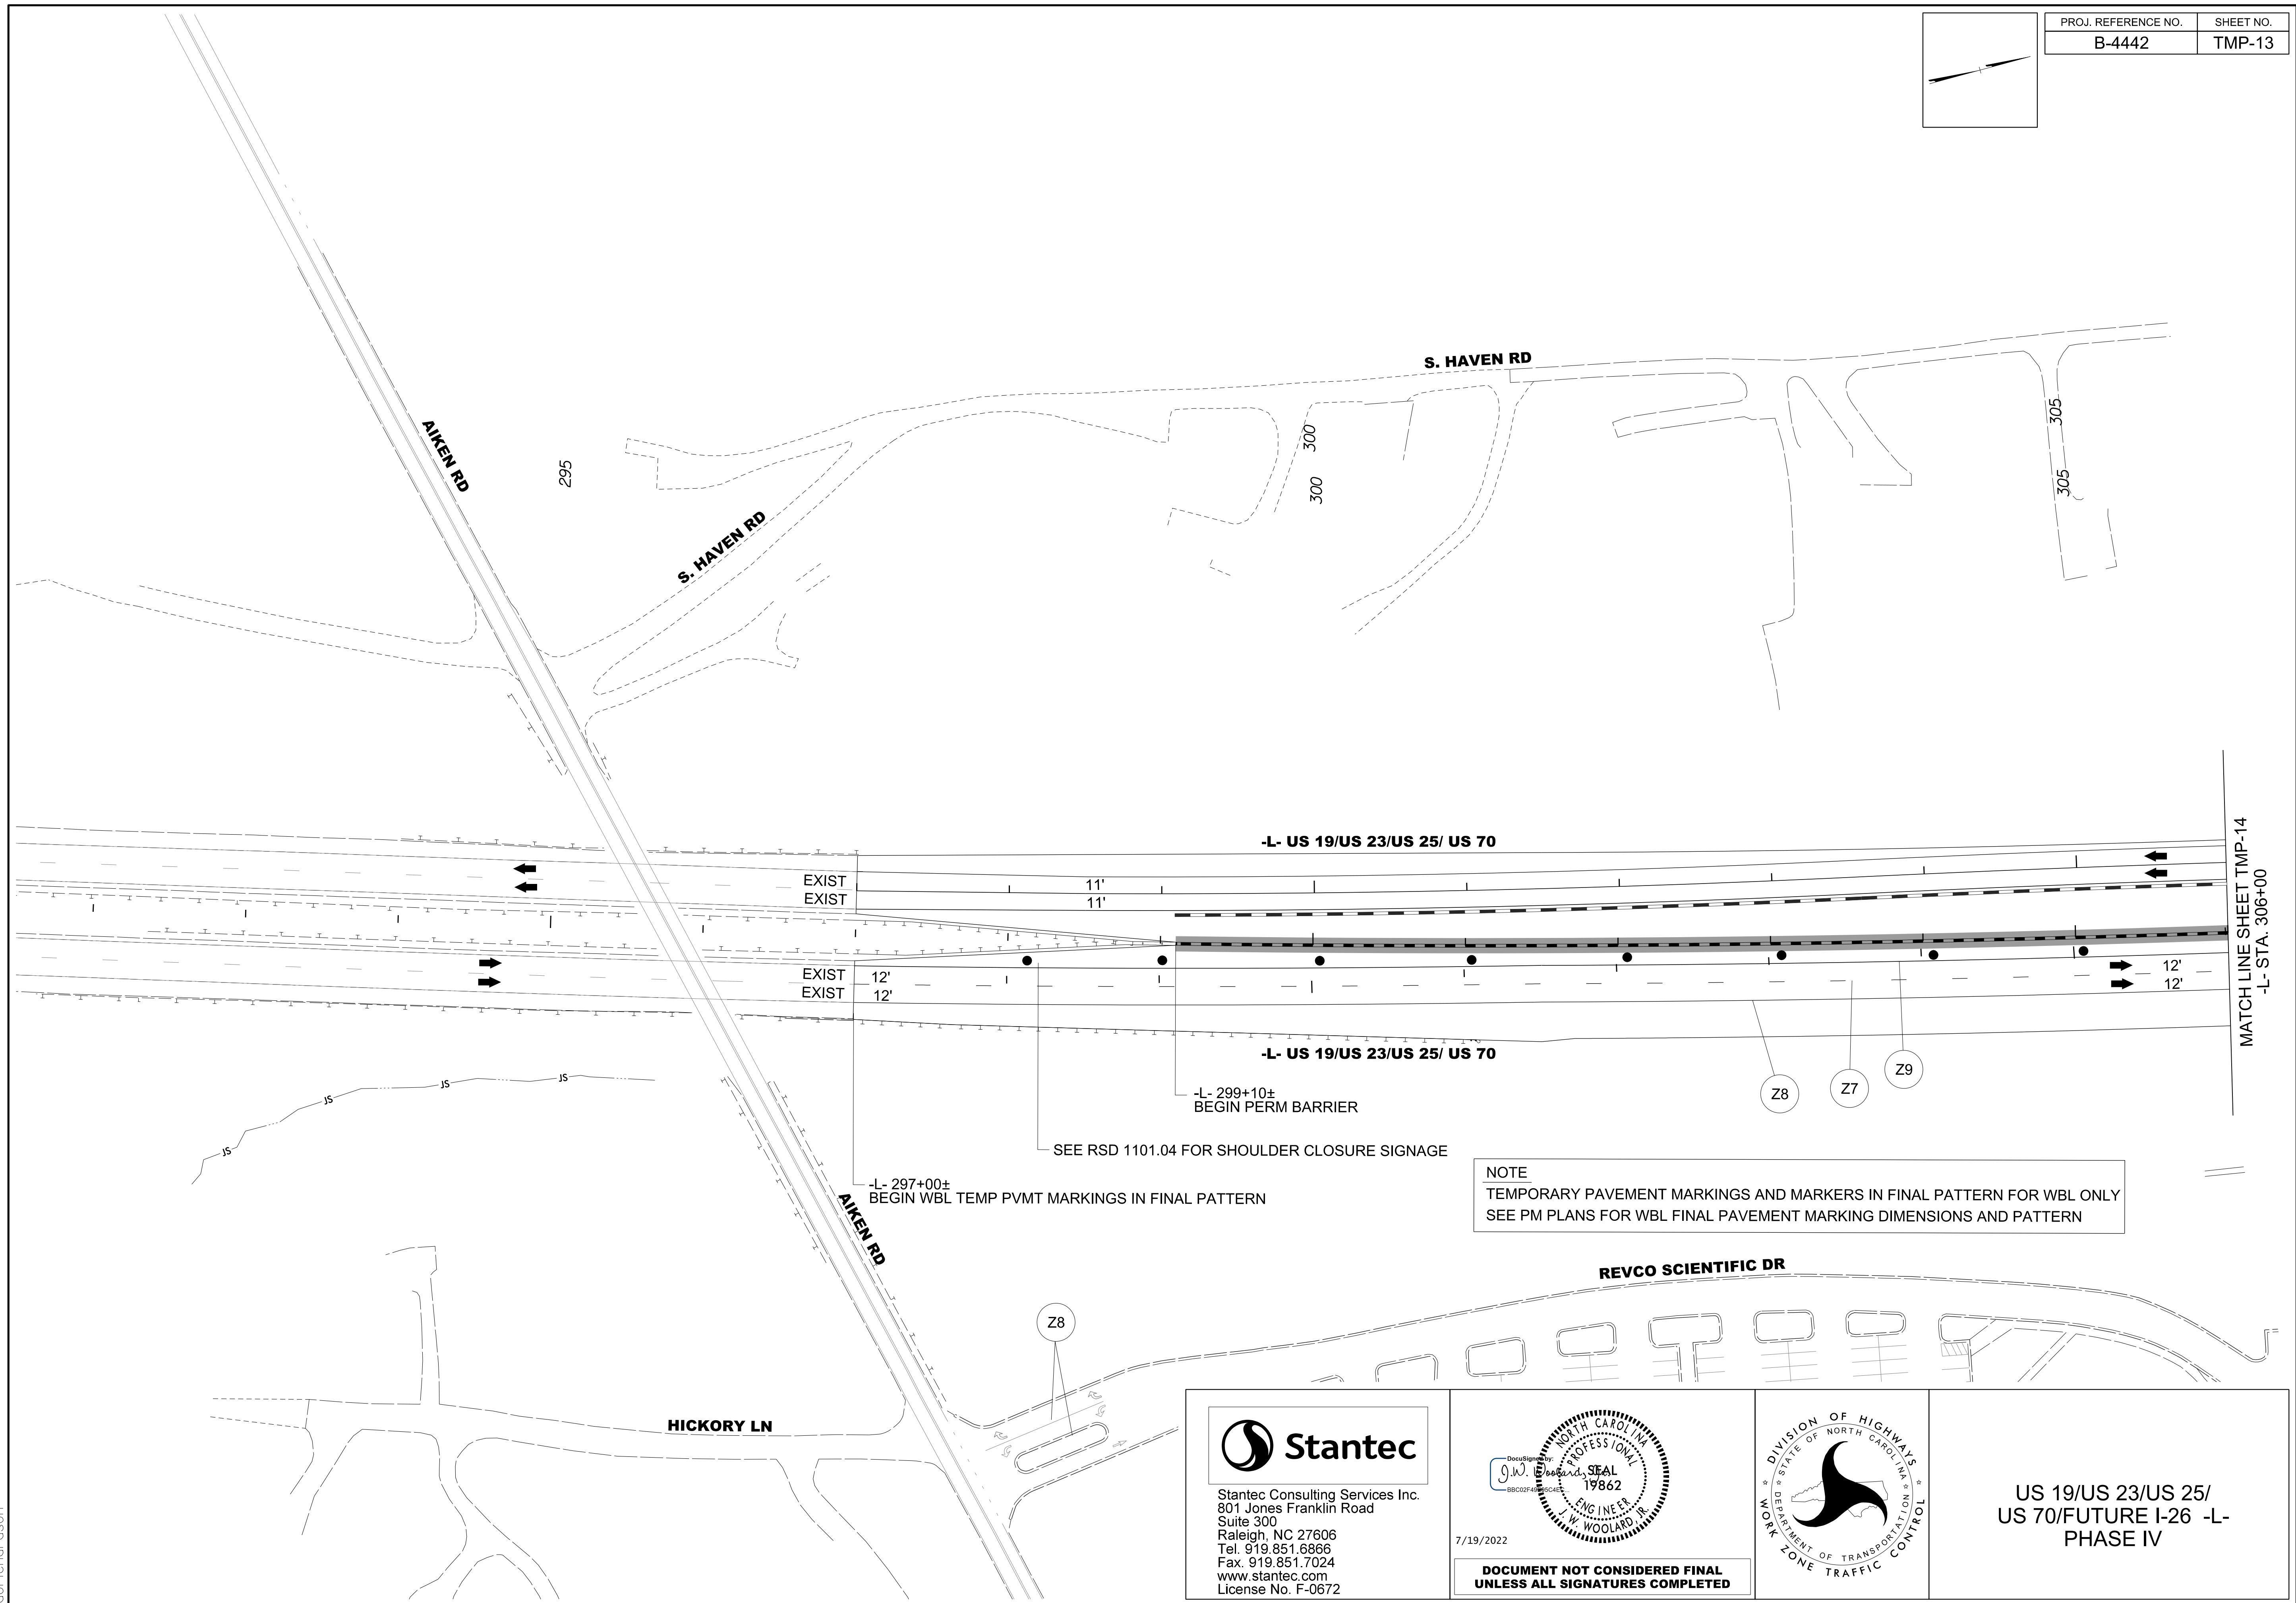 PROJ. REFERENCE NO.
SHEET NO.
B-4442
TMP-13
S. HAVEN RD
AIKEN RD
295
300
300
305
305
S. HAVEN RD
-L- US 19/US 23/US 25/ US 70
EXIST
EXIST
11'
11'
EXIST
EXIST
12'
12'
12'
12'
MATCH LINE SHEET TMP-14
-L- STA. 306+00
-L- US 19/US 23/US 25/ US 70
Z8
Z7
Z9
-L- 299+10±
BEGIN PERM BARRIER
SEE RSD 1101.04 FOR SHOULDER CLOSURE SIGNAGE
-L- 297+00±
BEGIN WBL TEMP PVMT MARKINGS IN FINAL PATTERN
JS
JS
JS
JS
AIKEN RD
NOTE
TEMPORARY PAVEMENT MARKINGS AND MARKERS IN FINAL PATTERN FOR WBL ONLY
SEE PM PLANS FOR WBL FINAL PAVEMENT MARKING DIMENSIONS AND PATTERN
REVCO SCIENTIFIC DR
Z8
HICKORY LN
Stantec
Stantec Consulting Services Inc.
801 Jones Franklin Road
Suite 300
Raleigh, NC 27606
Tel. 919.851.6866
Fax. 919.851.7024
www.stantec.com
License No. F-0672
DocuSigned by:
J.W. Woolard, Jr.
NORTH CAROLINA
PROFESSIONAL
SEAL
19862
ENGINEER
J. W. WOOLARD, JR.
7/19/2022
DOCUMENT NOT CONSIDERED FINAL
UNLESS ALL SIGNATURES COMPLETED
DIVISION OF HIGHWAYS
STATE OF NORTH CAROLINA
DEPARTMENT OF TRANSPORTATION
WORK ZONE TRAFFIC CONTROL
US 19/US 23/US 25/
US 70/FUTURE I-26 -L-
PHASE IV